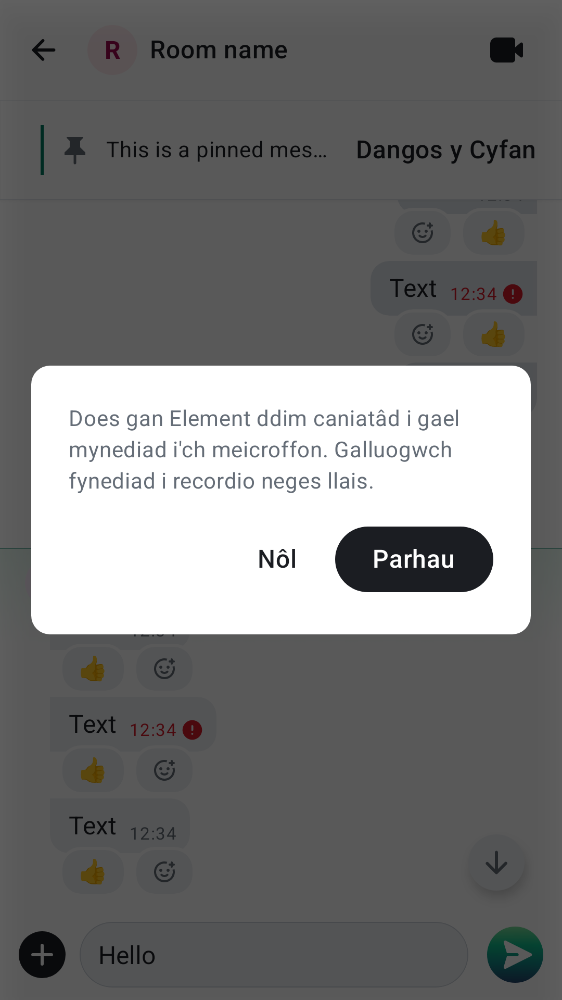 R Room name
This is a pinned mes... Dangos y Cyfan
Text 12:34
Does gan Element ddim caniatâd i gael
mynediad i'ch meicroffon. Galluogwch
fynediad i recordio neges llais.
Nôl Parhau
Text 12:34
Text 12:34
Hello